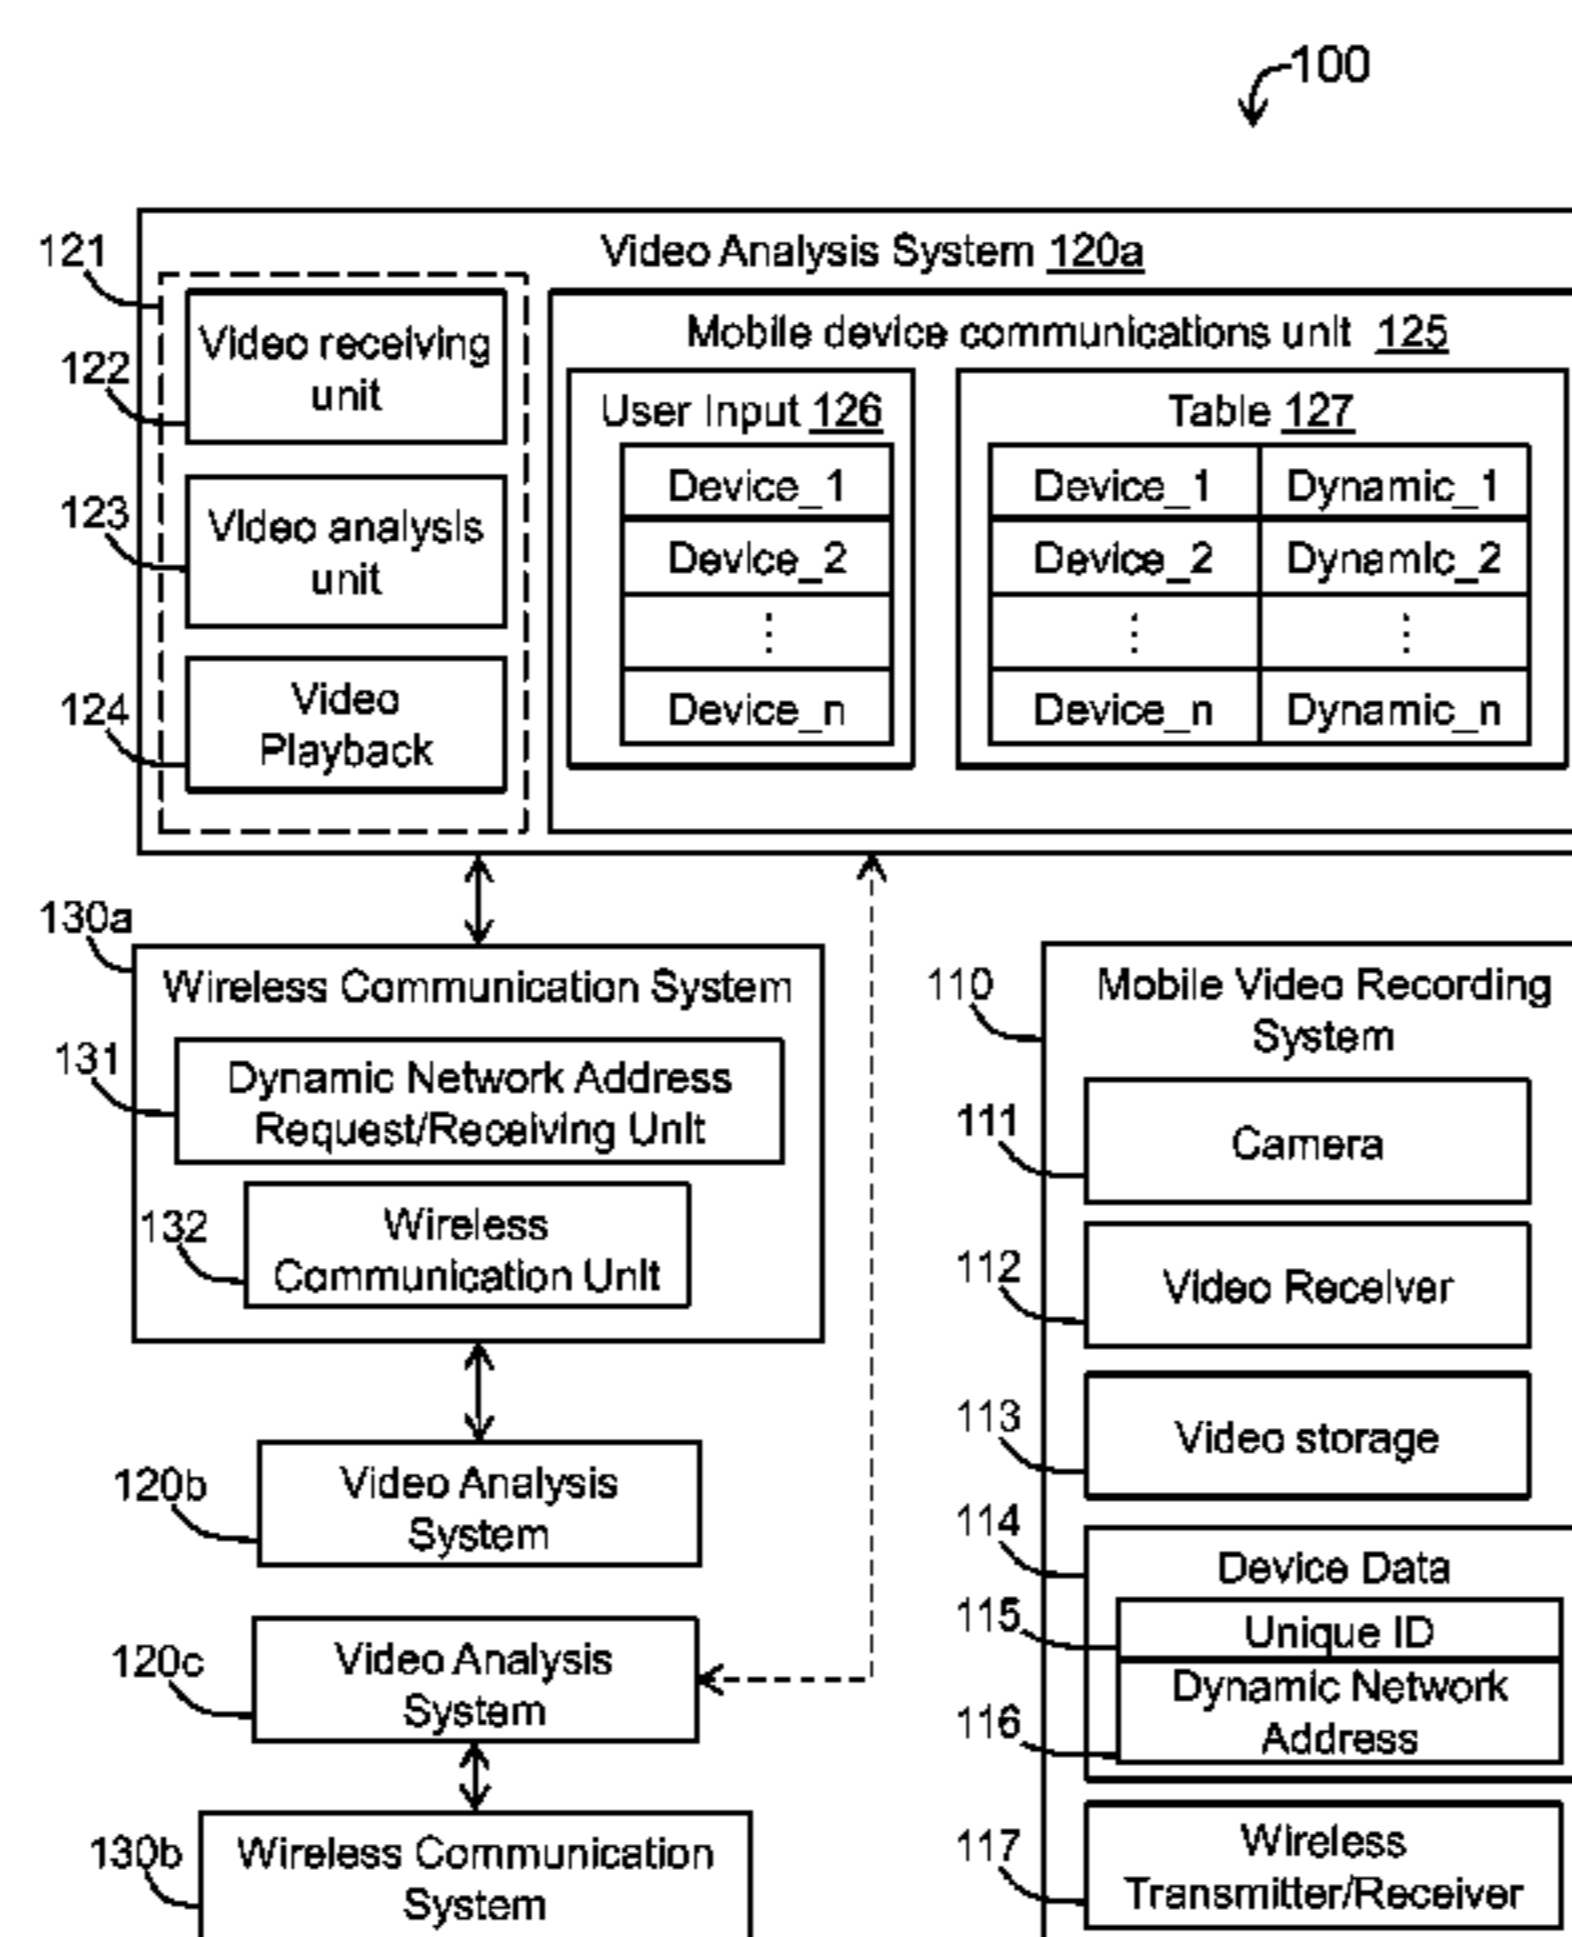 100
Video Analysis System 120a
121
Video receiving
unit
122
Video analysis
unit
123
Video
Playback
124
Mobile device communications unit 125
User Input 126
Device_1
Device_2
⋮
Device_n
Table 127
Device_1 Dynamic_1
Device_2 Dynamic_2
⋮ ⋮
Device_n Dynamic_n
130a
Wireless Communication System
131
Dynamic Network Address
Request/Receiving Unit
132
Wireless
Communication Unit
120b
Video Analysis
System
120c
Video Analysis
System
130b
Wireless Communication
System
110
Mobile Video Recording
System
111
Camera
112
Video Receiver
113
Video storage
114
Device Data
115
Unique ID
116
Dynamic Network
Address
117
Wireless
Transmitter/Receiver